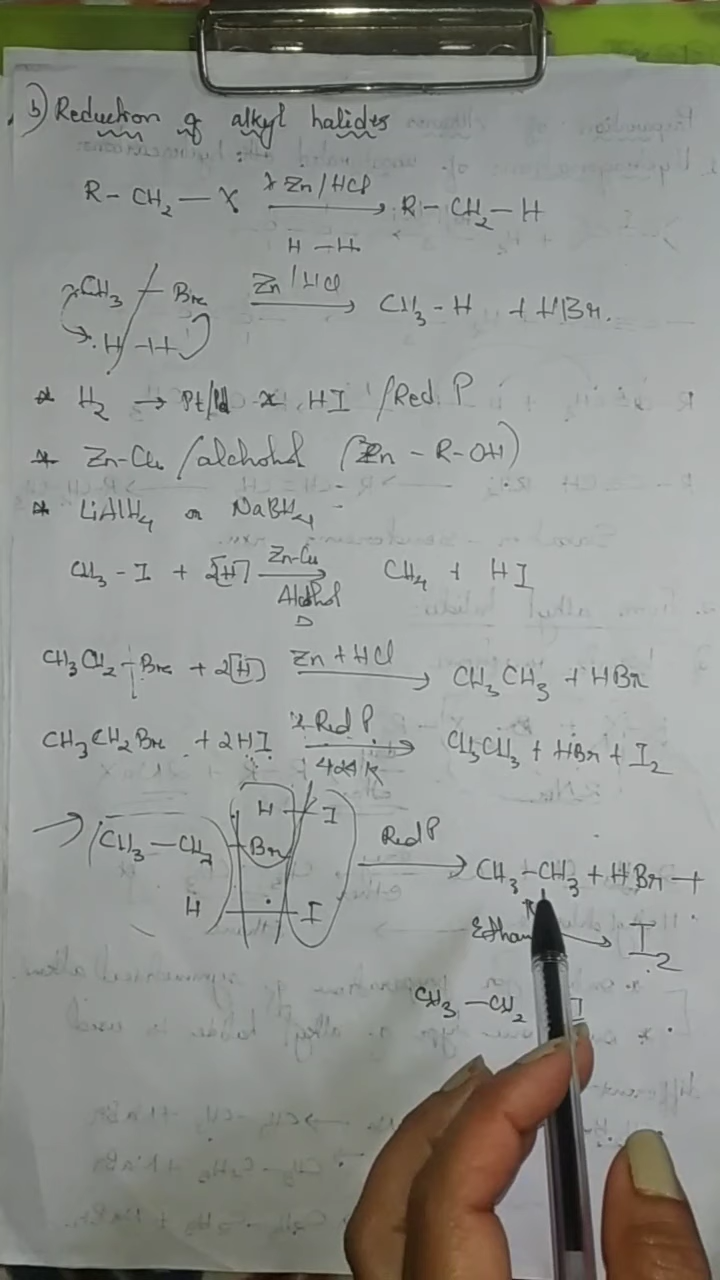 b) Reduction of alkyl halides
R - CH₂ - X Zn/HCl → R - CH₂ - H
H - H
CH₃ - Br Zn/HCl → CH₃ - H + HBr.
H - H
* H₂ → Pt/Pd HI /Red P
* Zn-Cu /alchohol (Zn - R-OH)
* LiAlH₄ or NaBH₄
CH₃ - I + 2[H] Zn-Cu → CH₄ + HI
Alcohol
Δ
CH₃CH₂ - Br + 2[H] Zn + HCl → CH₃CH₃ + HBr
CH₃CH₂Br + 2HI Red P. → CH₃CH₃ + HBr + I₂
H - I
CH₃ - CH₂ - Br Red P → CH₃-CH₃ + HBr +
H - I
I₂
CH₃ - CH₂ I